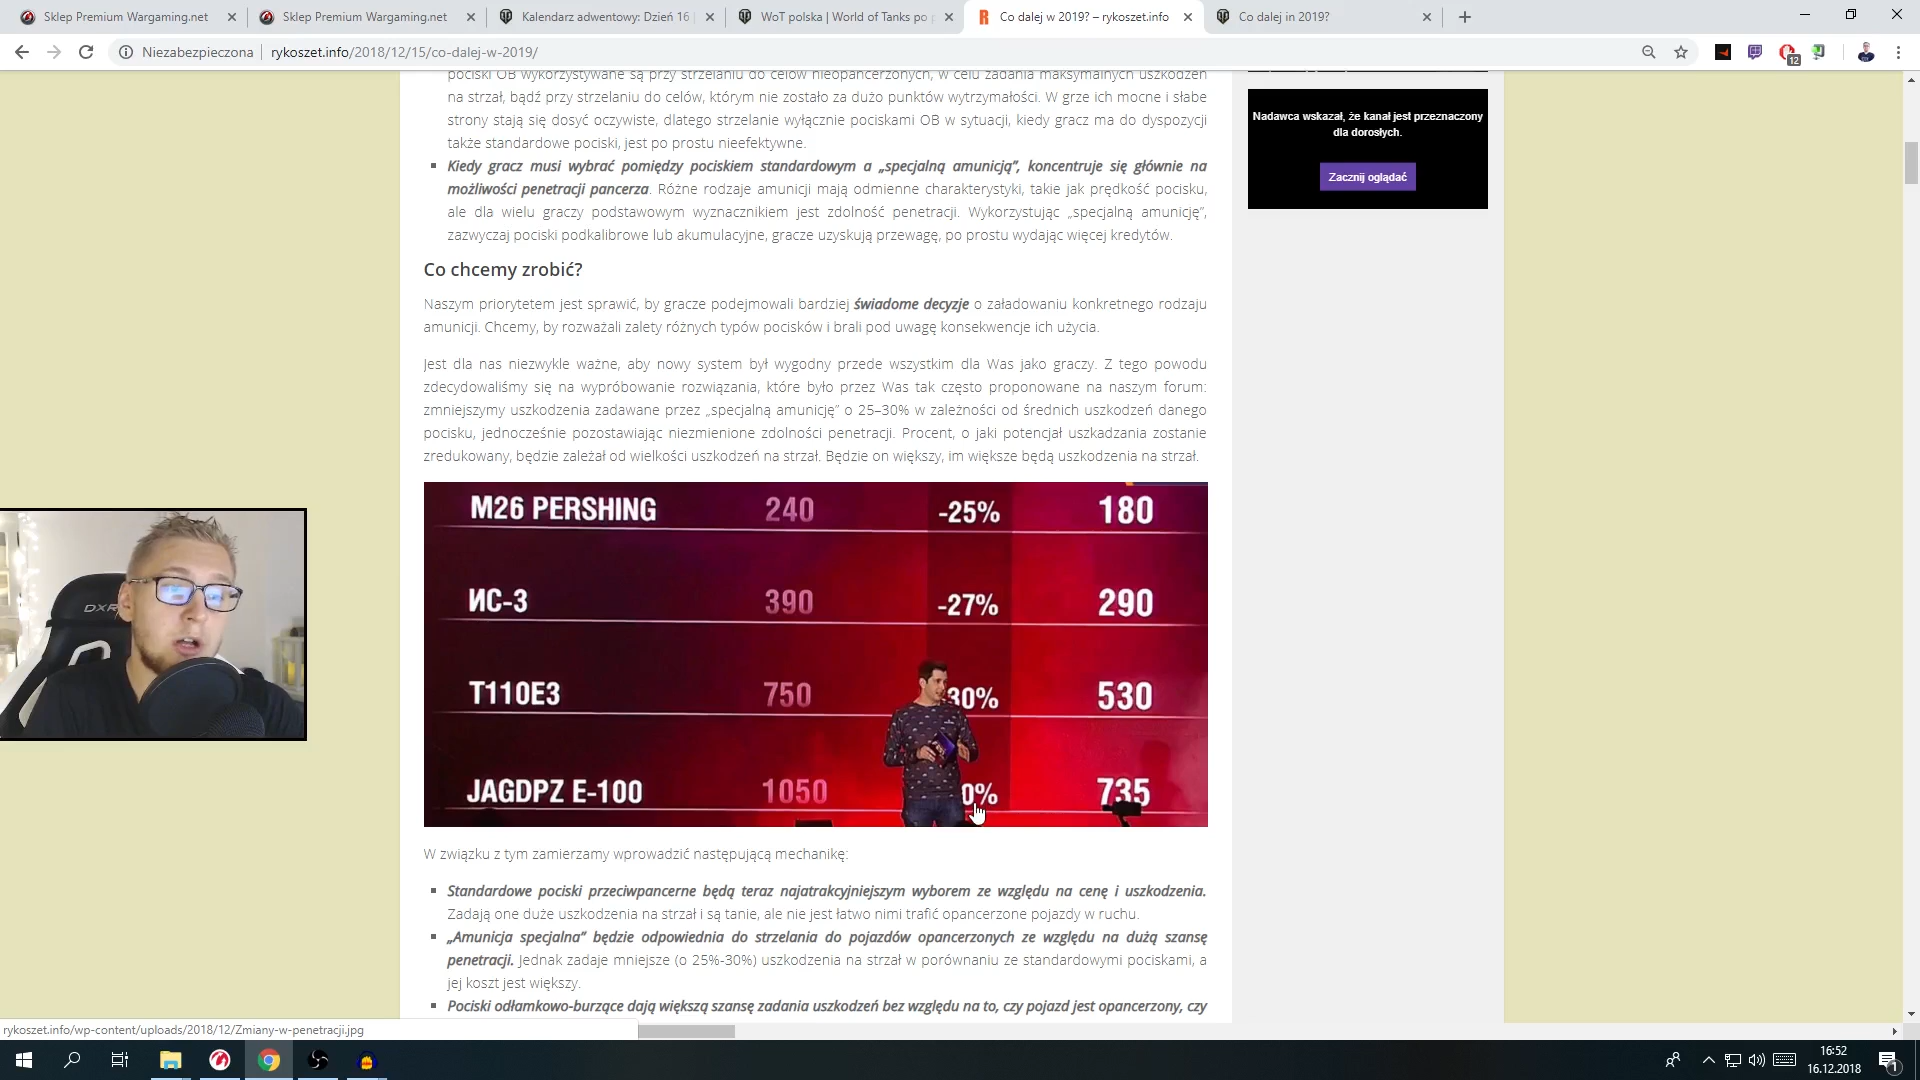 Sklep Premium Wargaming.net
Sklep Premium Wargaming.net
Kalendarz adwentowy: Dzień 16
WoT polska | World of Tanks po p
Co dalej w 2019? – rykoszet.info
Co dalej in 2019?
Niezabezpieczona
rykoszet.info/2018/12/15/co-dalej-w-2019/
12
pociski OB wykorzystywane są przy strzelaniu do celów nieopancerzonych, w celu zadania maksymalnych uszkodzeń
na strzał, bądź przy strzelaniu do celów, którym nie zostało za dużo punktów wytrzymałości. W grze ich mocne i słabe
strony stają się dosyć oczywiste, dlatego strzelanie wyłącznie pociskami OB w sytuacji, kiedy gracz ma do dyspozycji
także standardowe pociski, jest po prostu nieefektywne.
Kiedy gracz musi wybrać pomiędzy pociskiem standardowym a „specjalną amunicją”, koncentruje się głównie na
możliwości penetracji pancerza. Różne rodzaje amunicji mają odmienne charakterystyki, takie jak prędkość pocisku,
ale dla wielu graczy podstawowym wyznacznikiem jest zdolność penetracji. Wykorzystując „specjalną amunicję”,
zazwyczaj pociski podkalibrowe lub akumulacyjne, gracze uzyskują przewagę, po prostu wydając więcej kredytów.
Co chcemy zrobić?
Naszym priorytetem jest sprawić, by gracze podejmowali bardziej świadome decyzje o załadowaniu konkretnego rodzaju
amunicji. Chcemy, by rozważali zalety różnych typów pocisków i brali pod uwagę konsekwencje ich użycia.
Jest dla nas niezwykle ważne, aby nowy system był wygodny przede wszystkim dla Was jako graczy. Z tego powodu
zdecydowaliśmy się na wypróbowanie rozwiązania, które było przez Was tak często proponowane na naszym forum:
zmniejszymy uszkodzenia zadawane przez „specjalną amunicję” o 25–30% w zależności od średnich uszkodzeń danego
pocisku, jednocześnie pozostawiając niezmienione zdolności penetracji. Procent, o jaki potencjał uszkadzania zostanie
zredukowany, będzie zależał od wielkości uszkodzeń na strzał. Będzie on większy, im większe będą uszkodzenia na strzał.
M26 PERSHING 240 -25% 180
ИС-3 390 -27% 290
T110E3 750 30% 530
JAGDPZ E-100 1050 0% 735
W związku z tym zamierzamy wprowadzić następującą mechanikę:
Standardowe pociski przeciwpancerne będą teraz najatrakcyjniejszym wyborem ze względu na cenę i uszkodzenia.
Zadają one duże uszkodzenia na strzał i są tanie, ale nie jest łatwo nimi trafić opancerzone pojazdy w ruchu.
„Amunicja specjalna” będzie odpowiednia do strzelania do pojazdów opancerzonych ze względu na dużą szansę
penetracji. Jednak zadaje mniejsze (o 25%-30%) uszkodzenia na strzał w porównaniu ze standardowymi pociskami, a
jej koszt jest większy.
Pociski odłamkowo-burzące dają większą szansę zadania uszkodzeń bez względu na to, czy pojazd jest opancerzony, czy
Nadawca wskazał, że kanał jest przeznaczony
dla dorosłych.
Zacznij oglądać
DXR
rykoszet.info/wp-content/uploads/2018/12/Zmiany-w-penetracji.jpg
16:52
16.12.2018
1